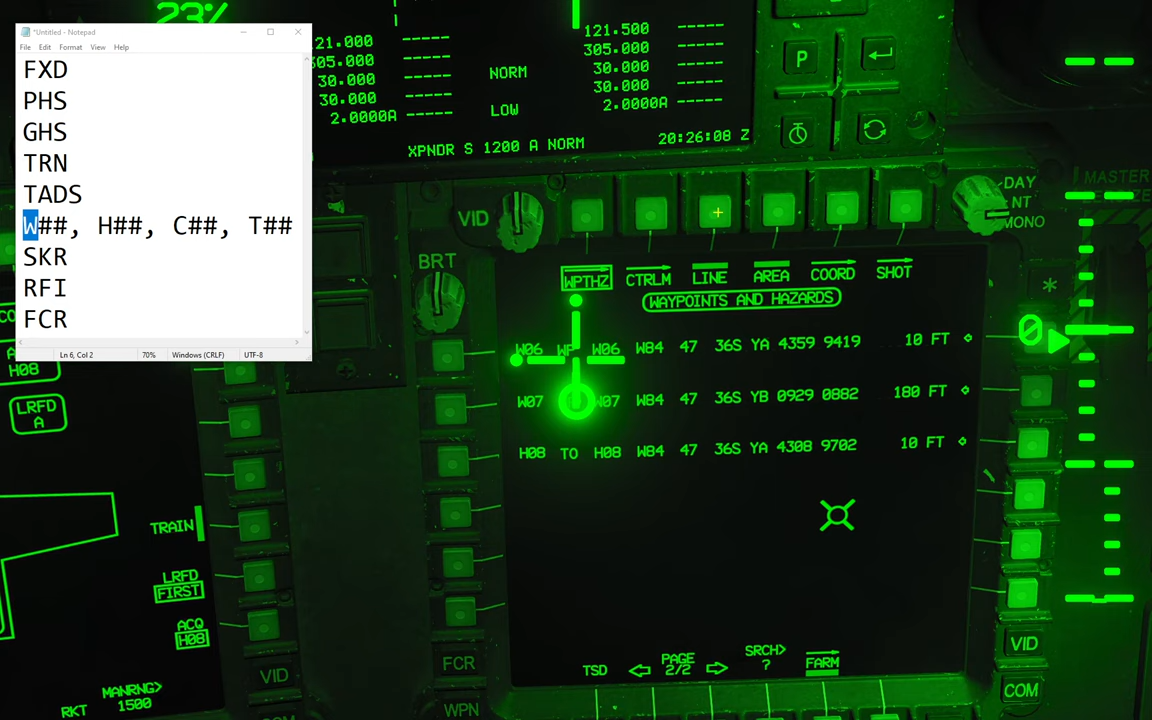 23%
*Untitled - Notepad
File Edit Format View Help
FXD
PHS
GHS
TRN
TADS
W##, H##, C##, T##
SKR
RFI
FCR
Ln 6, Col 2 70% Windows (CRLF) UTF-8
21.000 ----- 121.500 -----
305.000 ----- 305.000 -----
30.000 ----- NORM 30.000 -----
30.000 ----- 30.000 -----
2.0000A ----- LOW 2.0000A -----
XPNDR S 1200 A NORM 20:26:08 Z
P
VID
DAY
NT
MONO
MASTER
BRT
WPTHZ CTRLM LINE AREA COORD SHOT
WAYPOINTS AND HAZARDS
W06 WP W06 W84 47 36S YA 4359 9419 10 FT
W07 W07 W84 47 36S YB 0929 0882 180 FT
H08 TO H08 W84 47 36S YA 4308 9702 10 FT
0
*
H08
LRFD
A
TRAIN
LRFD
FIRST
ACQ
H08
MANRNG>
1500
RKT
VID
FCR
WPN
TSD
PAGE
2/2
SRCH>
?
FARM
VID
COM